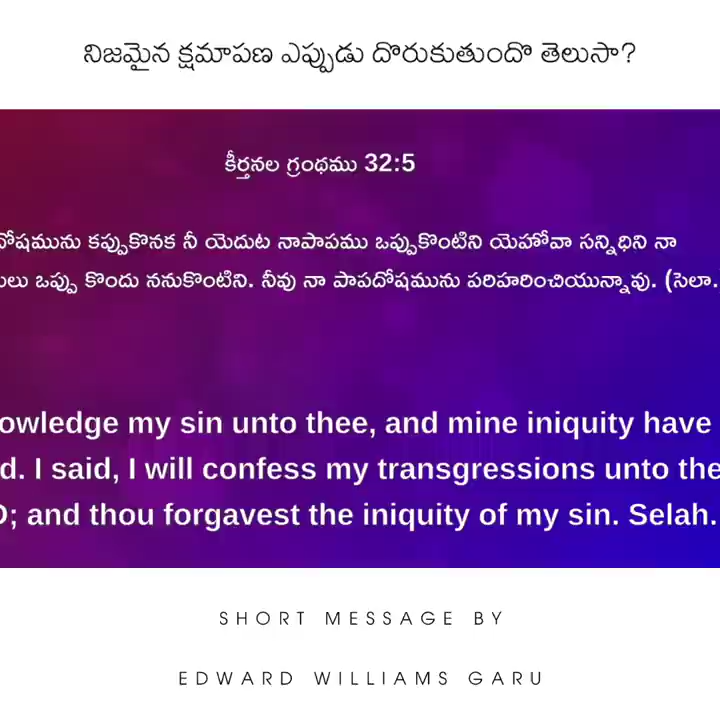 నిజమైన క్షమాపణ ఎప్పుడు దొరుకుతుందొ తెలుసా?
కీర్తనల గ్రంథము 32:5
దోషమును కప్పుకొనక నీ యెదుట నాపాపము ఒప్పుకొంటిని యెహోవా సన్నిధిని నా
ఒప్పు కొందు ననుకొంటిని. నీవు నా పాపదోషమును పరిహరించియున్నావు. (సెలా.
owledge my sin unto thee, and mine iniquity have
d. I said, I will confess my transgressions unto the
; and thou forgavest the iniquity of my sin. Selah.
SHORT MESSAGE BY
EDWARD WILLIAMS GARU